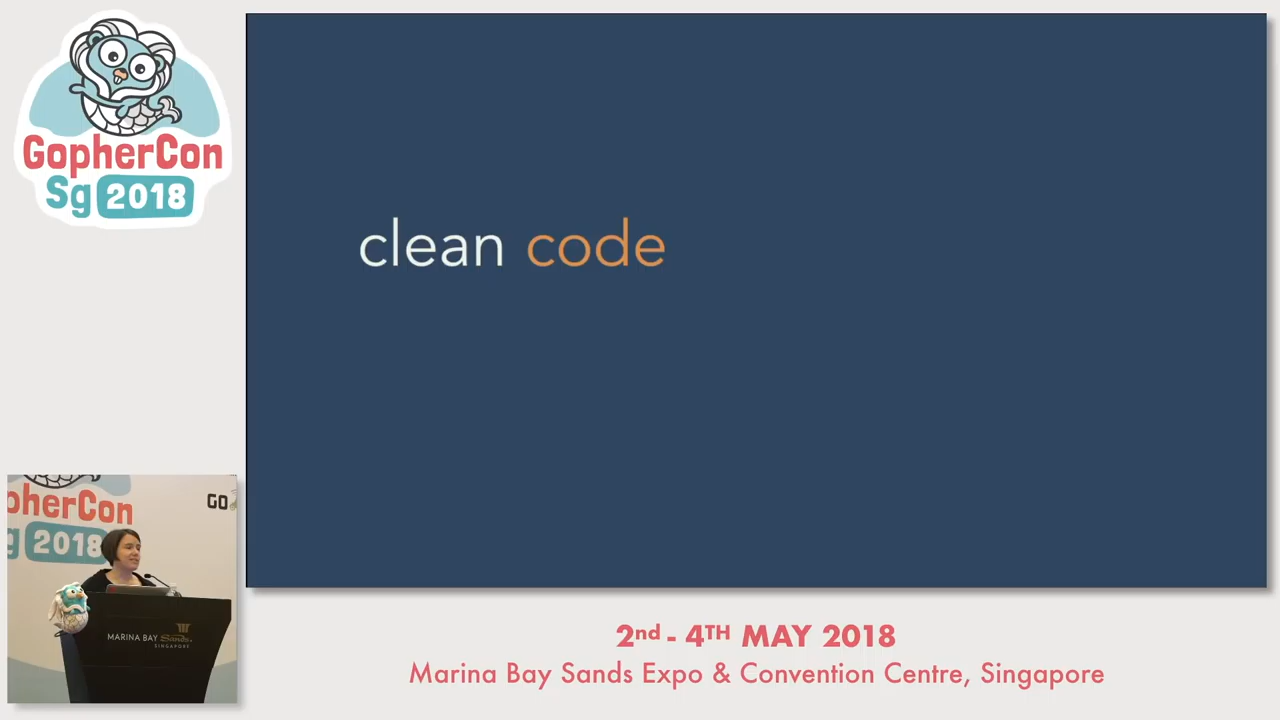 GopherCon
Sg 2018
clean code
pherCon
g 2018
GO
MARINA BAY Sands
SINGAPORE
2nd - 4TH MAY 2018
Marina Bay Sands Expo & Convention Centre, Singapore